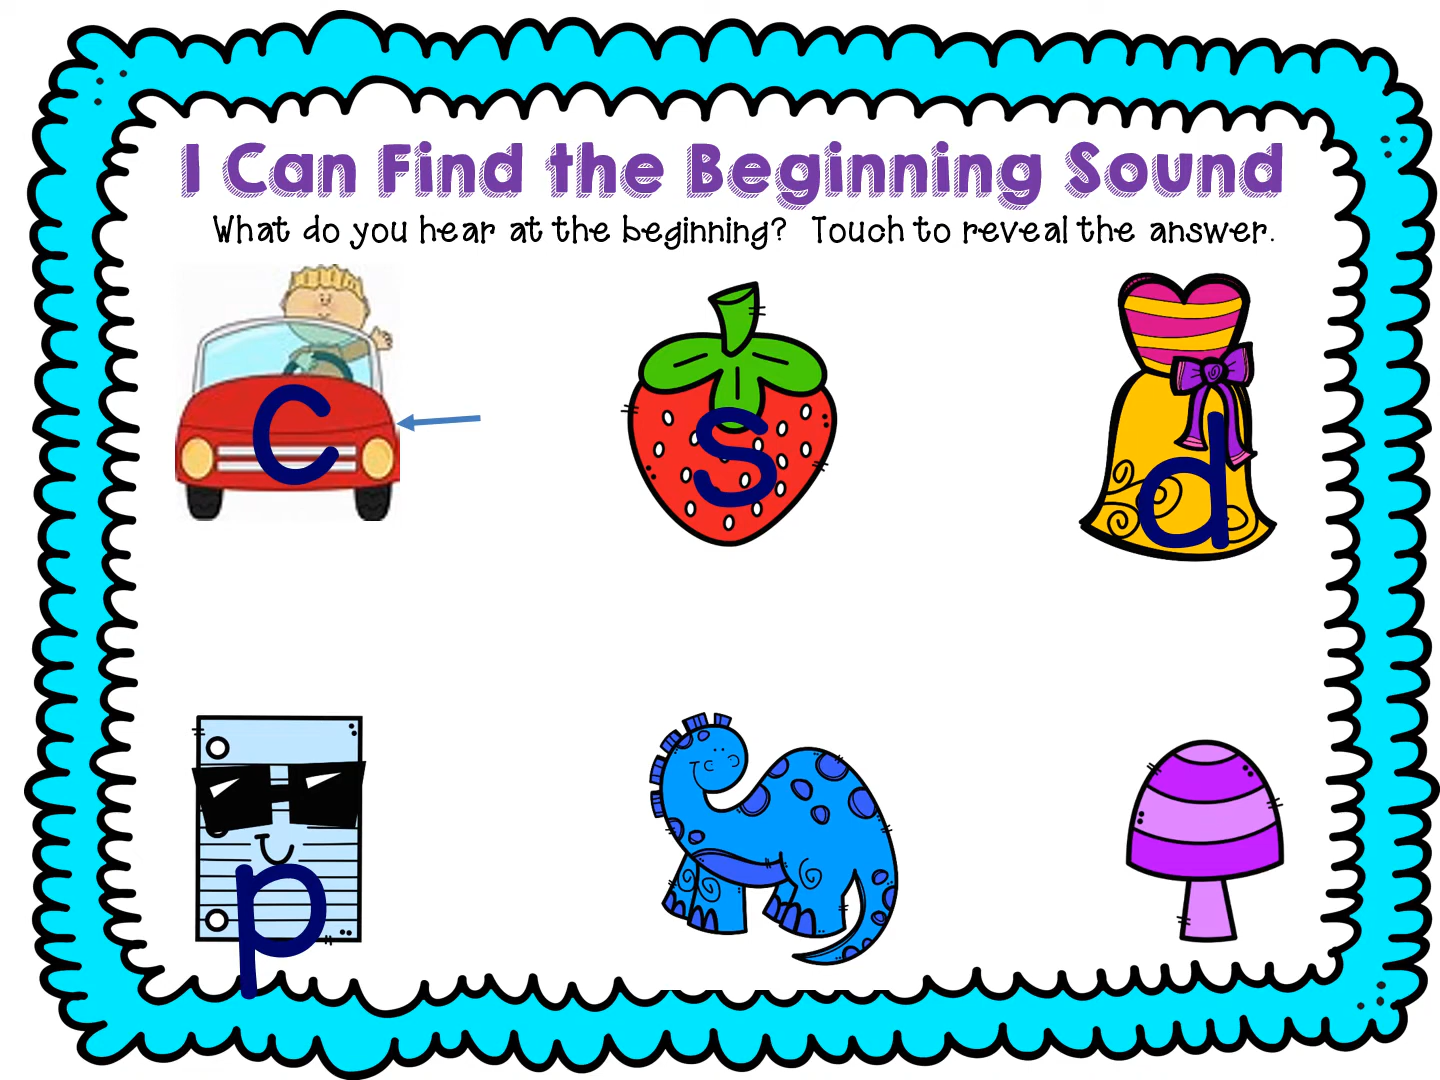 I Can Find the Beginning Sound
What do you hear at the beginning? Touch to reveal the answer.
c
s
d
p